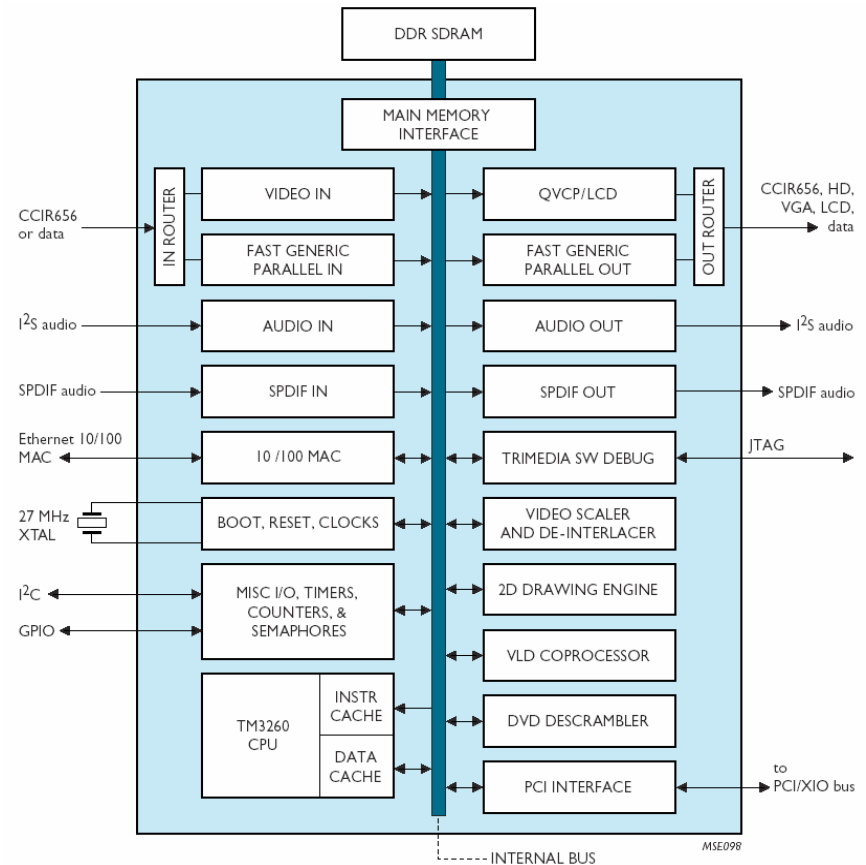 DDR SDRAM
MAIN MEMORY
INTERFACE
CCIR656
or data
IN ROUTER
VIDEO IN
FAST GENERIC
PARALLEL IN
QVCP/LCD
FAST GENERIC
PARALLEL OUT
OUT ROUTER
CCIR656, HD,
VGA, LCD,
data
I2S audio
AUDIO IN
AUDIO OUT
I2S audio
SPDIF audio
SPDIF IN
SPDIF OUT
SPDIF audio
Ethernet 10/100
MAC
10 /100 MAC
TRIMEDIA SW DEBUG
JTAG
27 MHz
XTAL
BOOT, RESET, CLOCKS
VIDEO SCALER
AND DE-INTERLACER
I2C
GPIO
MISC I/O, TIMERS,
COUNTERS, &
SEMAPHORES
2D DRAWING ENGINE
VLD COPROCESSOR
TM3260
CPU
INSTR
CACHE
DATA
CACHE
DVD DESCRAMBLER
PCI INTERFACE
to
PCI/XIO bus
MSE098
INTERNAL BUS